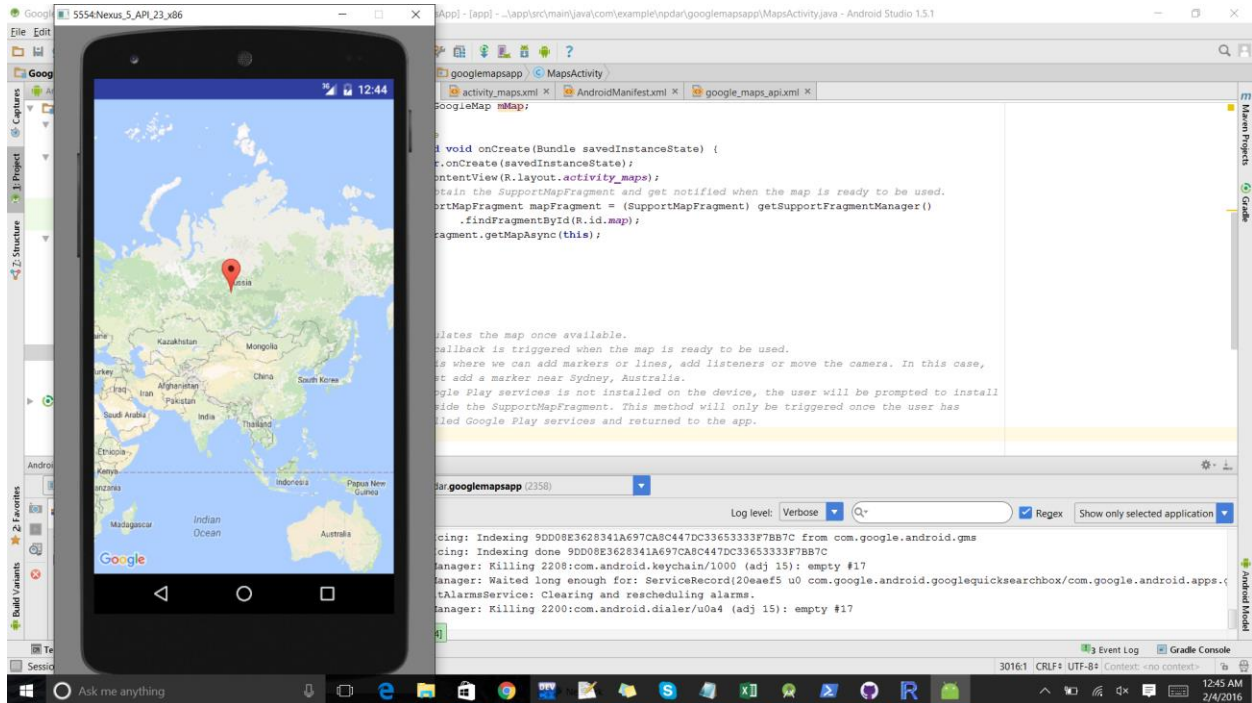 5554:Nexus_5_API_23_x86
sApp] - [app] - ...\app\src\main\java\com\example\npdar\googlemapsapp\MapsActivity.java - Android Studio 1.5.1
File Edit
Goog
googlemapsapp
MapsActivity
activity_maps.xml
AndroidManifest.xml
google_maps_api.xml
12:44
Kazakhstan
Mongolia
China
South Korea
Iraq
Iran
Afghanistan
Pakistan
Saudi Arabia
India
Thailand
Ethiopia
Kenya
Indonesia
Papua New
Guinea
Madagascar
Indian
Ocean
Australia
Google
GoogleMap mMap;
d void onCreate(Bundle savedInstanceState) {
r.onCreate(savedInstanceState);
ontentView(R.layout.activity_maps);
btain the SupportMapFragment and get notified when the map is ready to be used.
ortMapFragment mapFragment = (SupportMapFragment) getSupportFragmentManager()
.findFragmentById(R.id.map);
ragment.getMapAsync(this);
ulates the map once available.
callback is triggered when the map is ready to be used.
is where we can add markers or lines, add listeners or move the camera. In this case,
st add a marker near Sydney, Australia.
ogle Play services is not installed on the device, the user will be prompted to install
side the SupportMapFragment. This method will only be triggered once the user has
lled Google Play services and returned to the app.
Captures
1: Project
7: Structure
2: Favorites
Build Variants
Maven Projects
Gradle
Android Model
Androi
dar.googlemapsapp (2358)
Log level: Verbose
Regex
Show only selected application
cing: Indexing 9DD08E3628341A697CA8C447DC33653333F7BB7C from com.google.android.gms
cing: Indexing done 9DD08E3628341A697CA8C447DC33653333F7BB7C
Manager: Killing 2208:com.android.keychain/1000 (adj 15): empty #17
Manager: Waited long enough for: ServiceRecord{20eaef5 u0 com.google.android.googlequicksearchbox/com.google.android.apps.
tAlarmsService: Clearing and rescheduling alarms.
Manager: Killing 2200:com.android.dialer/u0a4 (adj 15): empty #17
Te
3 Event Log
Gradle Console
Sessio
3016:1 CRLF UTF-8 Context: <no context>
Ask me anything
12:45 AM
2/4/2016